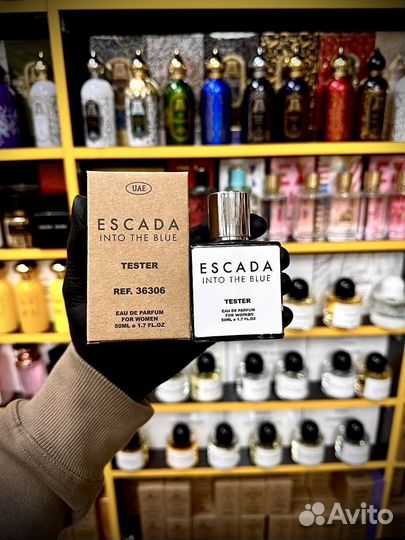 UAE
ESCADA
INTO THE BLUE
TESTER
REF. 36306
EAU DE PARFUM
FOR WOMEN
50ML e 1.7 FL.OZ
ESCADA
INTO THE BLUE
TESTER
EAU DE PARFUM
FOR WOMEN
50ML e 1.7 FL.OZ
Avito